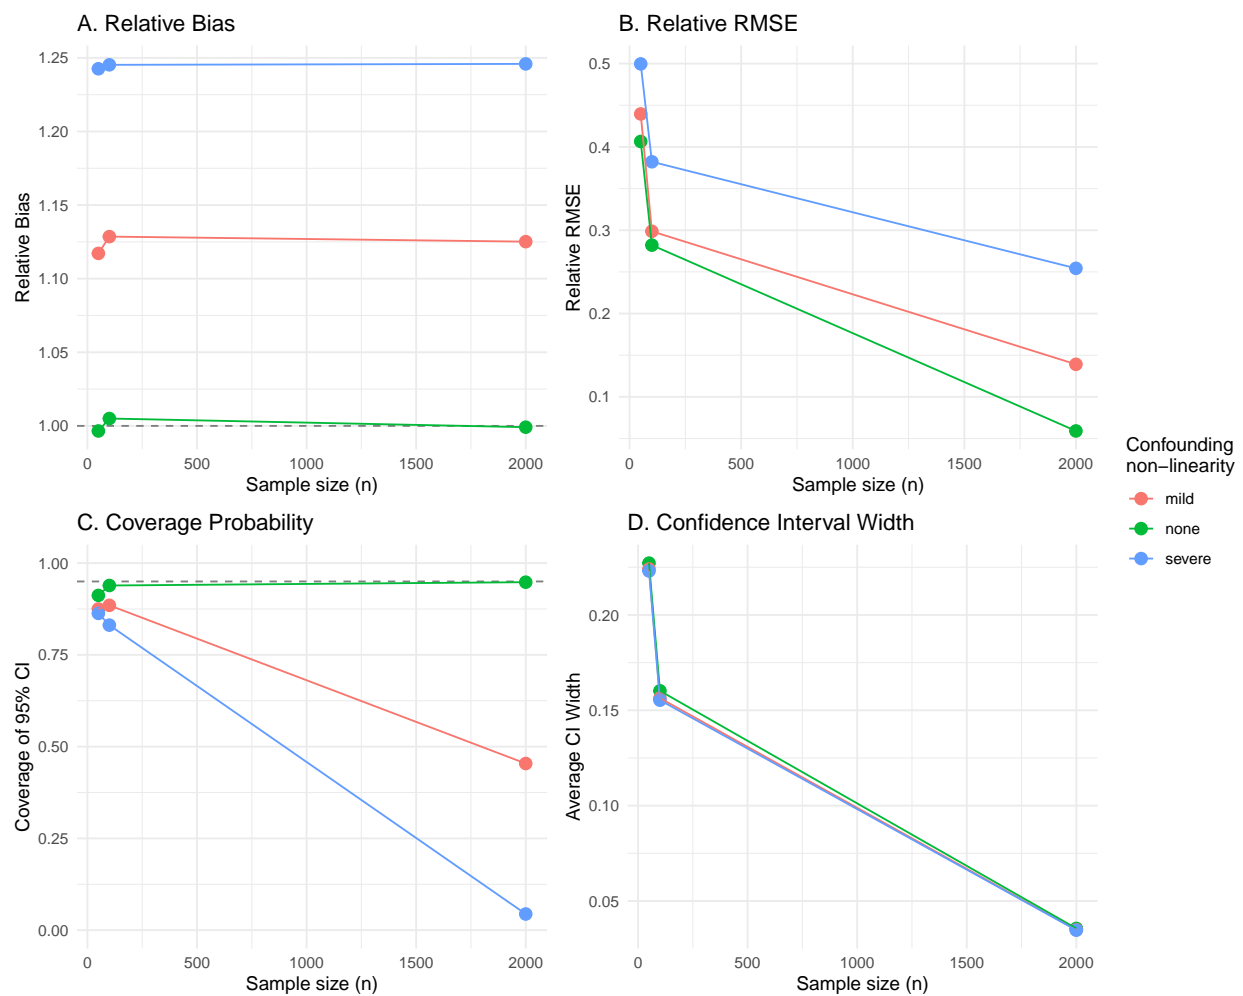 A. Relative Bias
Relative Bias
1.25
1.20
1.15
1.10
1.05
1.00
0 500 1000 1500 2000
Sample size (n)
B. Relative RMSE
Relative RMSE
0.5
0.4
0.3
0.2
0.1
0 500 1000 1500 2000
Sample size (n)
C. Coverage Probability
Coverage of 95% CI
1.00
0.75
0.50
0.25
0.00
0 500 1000 1500 2000
Sample size (n)
D. Confidence Interval Width
Average CI Width
0.20
0.15
0.10
0.05
0 500 1000 1500 2000
Sample size (n)
Confounding
non−linearity
mild
none
severe